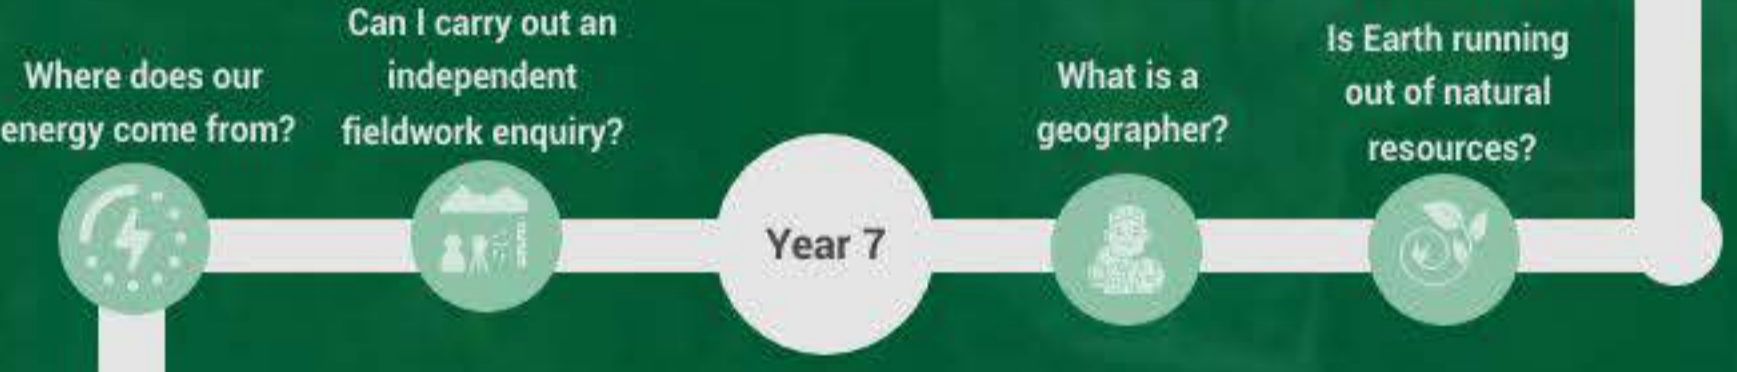 Where does our
energy come from?
Can I carry out an
independent
fieldwork enquiry?
Year 7
What is a
geographer?
Is Earth running
out of natural
resources?